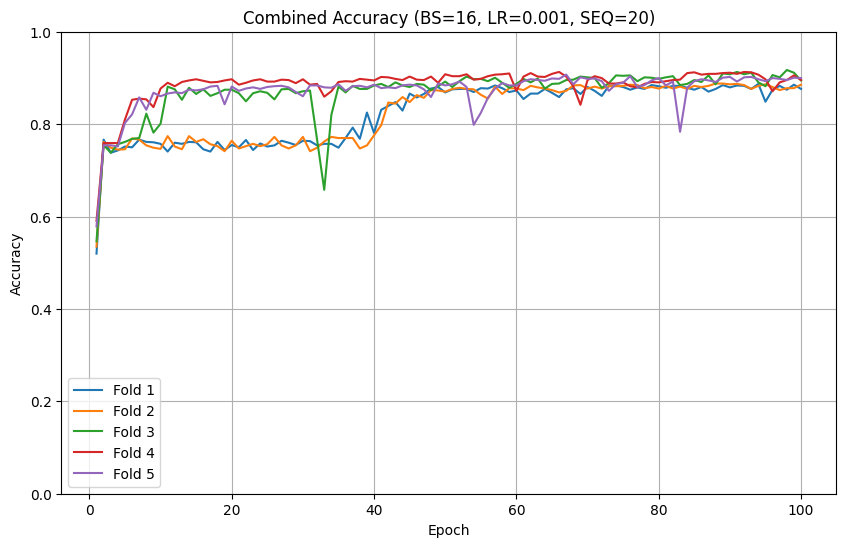 Combined Accuracy (BS=16, LR=0.001, SEQ=20)
1.0
0.8
0.6
0.4
0.2
0.0
Accuracy
Fold 1
Fold 2
Fold 3
Fold 4
Fold 5
0 20 40 60 80 100
Epoch